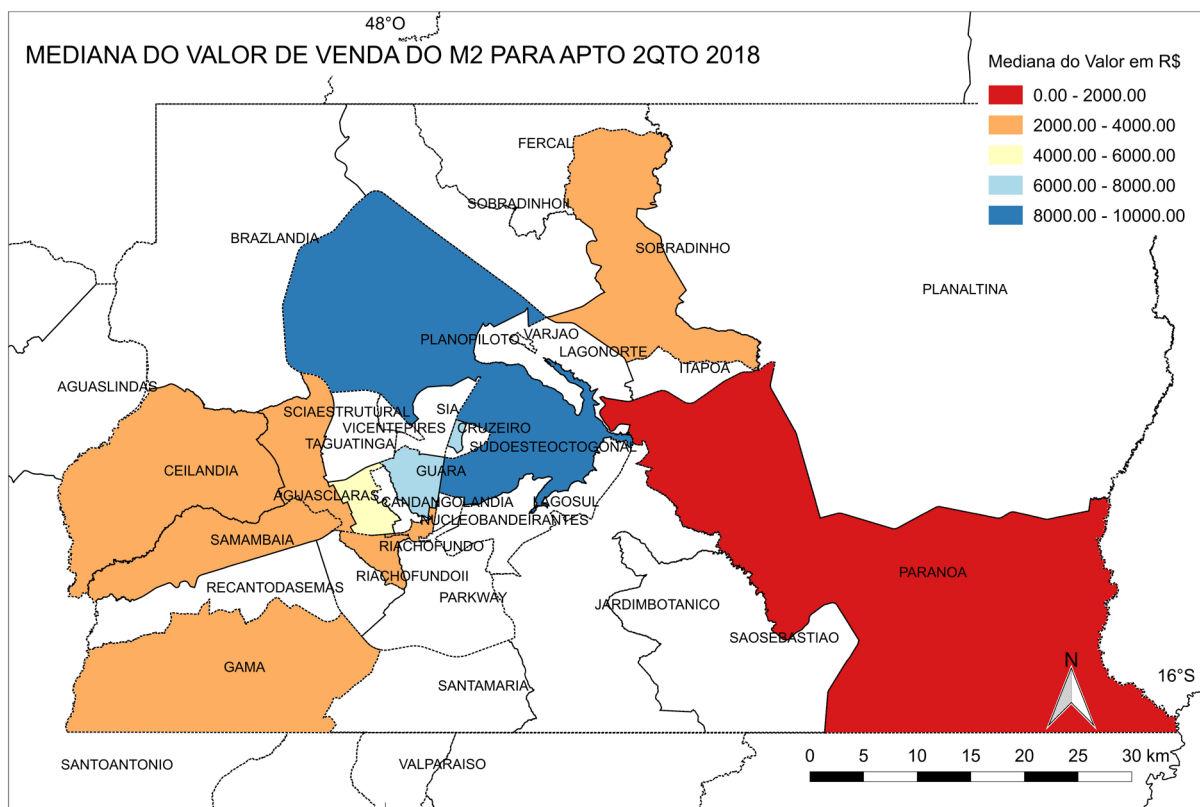 48°O
MEDIANA DO VALOR DE VENDA DO M2 PARA APTO 2QTO 2018
Mediana do Valor em R$
0.00 - 2000.00
2000.00 - 4000.00
4000.00 - 6000.00
6000.00 - 8000.00
8000.00 - 10000.00
FERCAL
SOBRADINHOII
BRAZLANDIA
SOBRADINHO
PLANALTINA
PLANOPILOTO
VARJAO
LAGONORTE
ITAPOA
AGUASLINDAS
SCIAESTRUTURAL
SIA
VICENTEPIRES
CRUZEIRO
TAGUATINGA
SUDOESTEOCTOGONAL
CEILANDIA
GUARA
AGUASCLARAS
CANDANGOLANDIA
LAGOSUL
NUCLEOBANDEIRANTES
SAMAMBAIA
RIACHOFUNDO
PARANOA
RIACHOFUNDOII
RECANTODASEMAS
PARKWAY
JARDIMBOTANICO
SAOSEBASTIAO
GAMA
N
16°S
SANTAMARIA
SANTOANTONIO
VALPARAISO
0 5 10 15 20 25 30 km